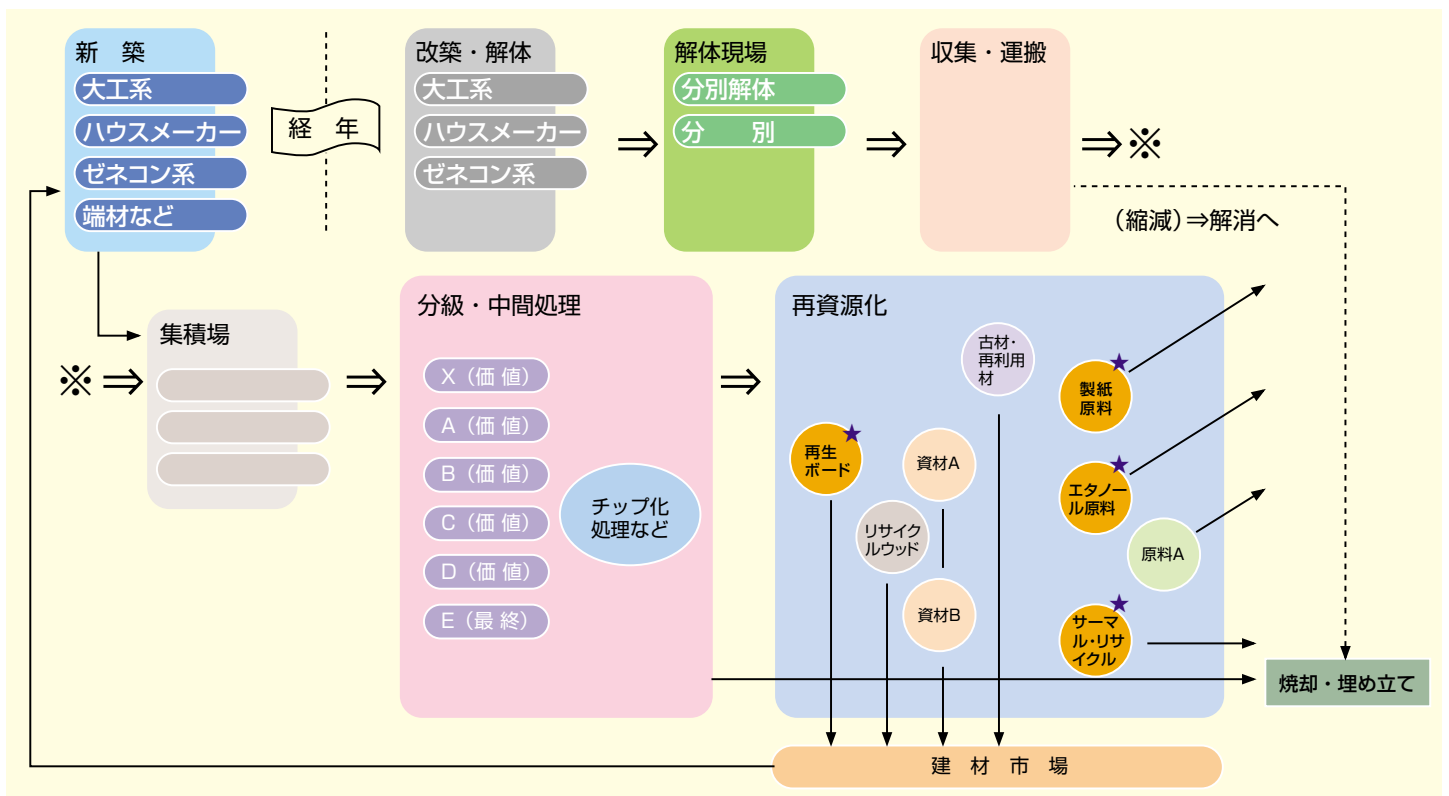 新　築
大工系
ハウスメーカー
ゼネコン系
端材など
経　年
改築・解体
大工系
ハウスメーカー
ゼネコン系
⇒
解体現場
分別解体
分　別
⇒
収集・運搬
⇒※
（縮減）⇒解消へ
※⇒
集積場
⇒
分級・中間処理
X（価 値）
A（価 値）
B（価 値）
C（価 値）
D（価 値）
E（最 終）
チップ化
処理など
⇒
再資源化
古材・
再利用
材
★
製紙
原料
★
再生
ボード
資材A
★
エタノー
ル原料
リサイク
ルウッド
原料A
資材B
★
サーマ
ル・リサ
イクル
焼却・埋め立て
建　材　市　場